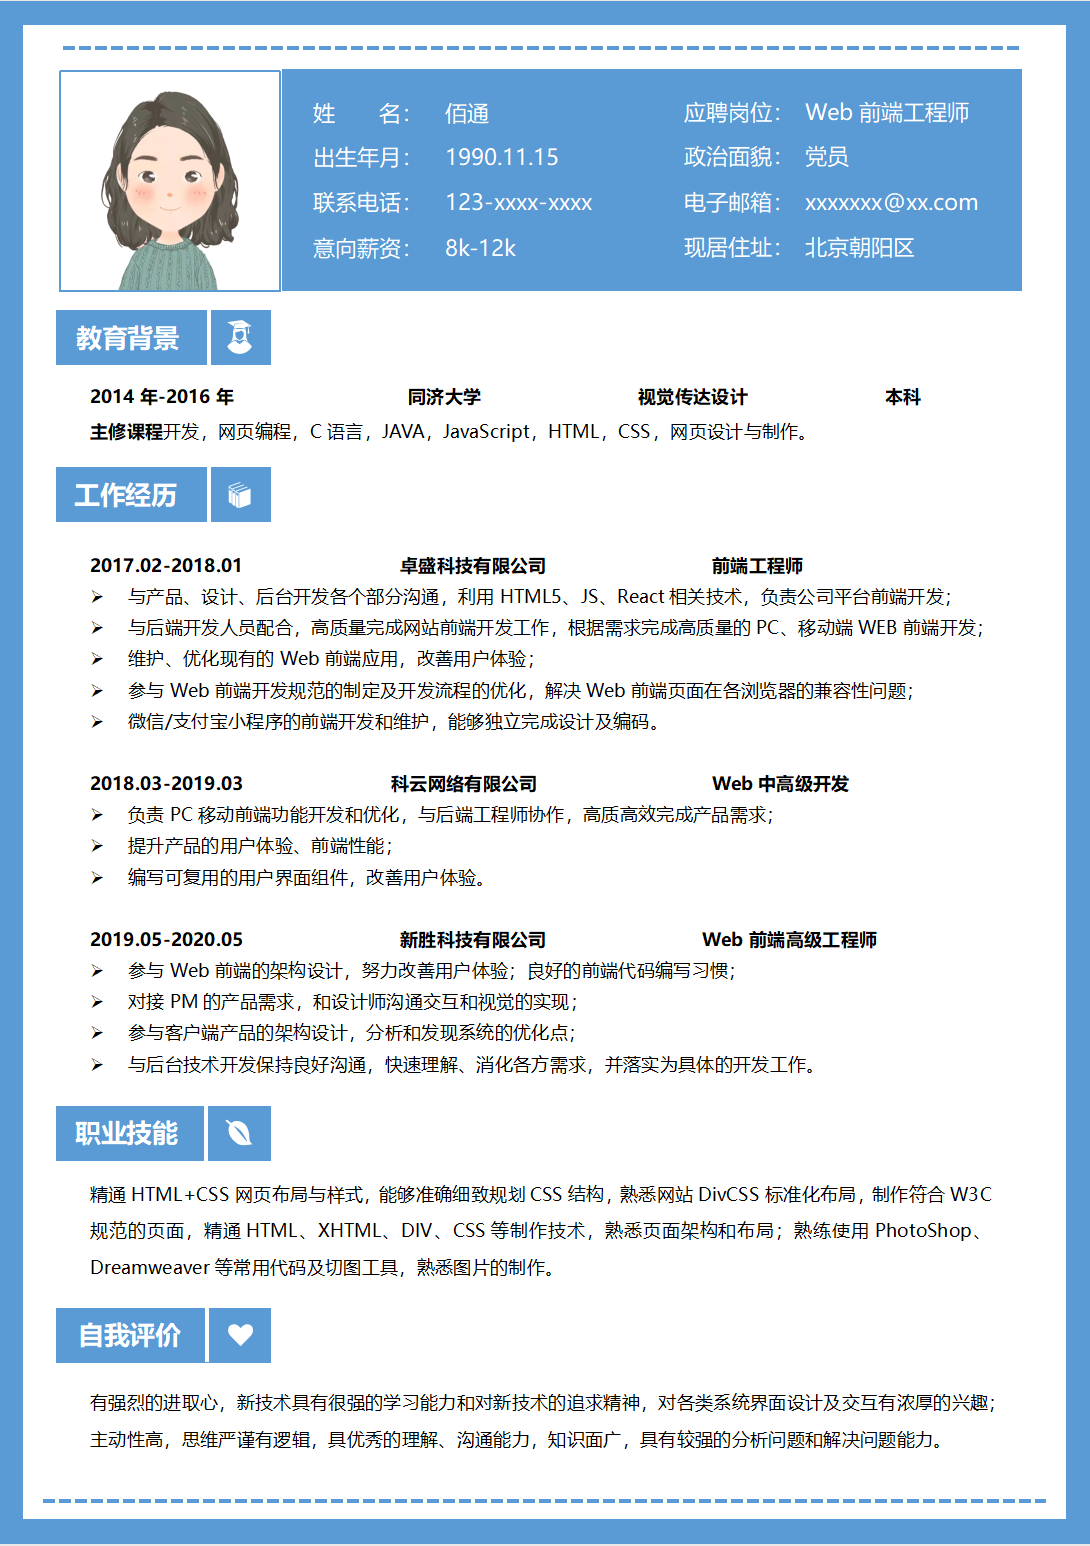 姓　　名： 佰通 应聘岗位： Web 前端工程师
出生年月： 1990.11.15 政治面貌： 党员
联系电话： 123-xxxx-xxxx 电子邮箱： xxxxxxx@xx.com
意向薪资： 8k-12k 现居住址： 北京朝阳区
教育背景
2014 年-2016 年 同济大学 视觉传达设计 本科
主修课程开发，网页编程，C 语言，JAVA，JavaScript，HTML，CSS，网页设计与制作。
工作经历
2017.02-2018.01 卓盛科技有限公司 前端工程师
➢ 与产品、设计、后台开发各个部分沟通，利用 HTML5、JS、React 相关技术，负责公司平台前端开发；
➢ 与后端开发人员配合，高质量完成网站前端开发工作，根据需求完成高质量的 PC、移动端 WEB 前端开发；
➢ 维护、优化现有的 Web 前端应用，改善用户体验；
➢ 参与 Web 前端开发规范的制定及开发流程的优化，解决 Web 前端页面在各浏览器的兼容性问题；
➢ 微信/支付宝小程序的前端开发和维护，能够独立完成设计及编码。
2018.03-2019.03 科云网络有限公司 Web 中高级开发
➢ 负责 PC 移动前端功能开发和优化，与后端工程师协作，高质高效完成产品需求；
➢ 提升产品的用户体验、前端性能；
➢ 编写可复用的用户界面组件，改善用户体验。
2019.05-2020.05 新胜科技有限公司 Web 前端高级工程师
➢ 参与 Web 前端的架构设计，努力改善用户体验；良好的前端代码编写习惯；
➢ 对接 PM 的产品需求，和设计师沟通交互和视觉的实现；
➢ 参与客户端产品的架构设计，分析和发现系统的优化点；
➢ 与后台技术开发保持良好沟通，快速理解、消化各方需求，并落实为具体的开发工作。
职业技能
精通 HTML+CSS 网页布局与样式，能够准确细致规划 CSS 结构，熟悉网站 DivCSS 标准化布局，制作符合 W3C
规范的页面，精通 HTML、XHTML、DIV、CSS 等制作技术，熟悉页面架构和布局；熟练使用 PhotoShop、
Dreamweaver 等常用代码及切图工具，熟悉图片的制作。
自我评价
有强烈的进取心，新技术具有很强的学习能力和对新技术的追求精神，对各类系统界面设计及交互有浓厚的兴趣；
主动性高，思维严谨有逻辑，具优秀的理解、沟通能力，知识面广，具有较强的分析问题和解决问题能力。